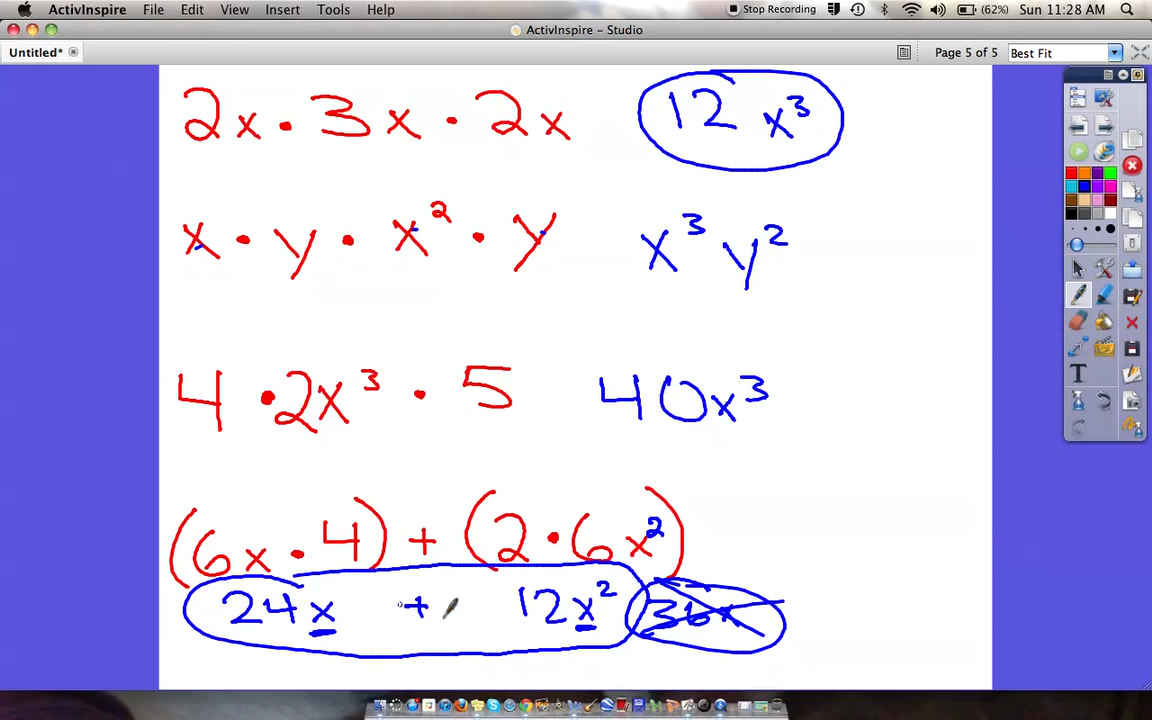 ActivInspire File Edit View Insert Tools Help Stop Recording (62%) Sun 11:28 AM
ActivInspire - Studio
Untitled* Page 5 of 5 Best Fit
2x • 3x • 2x 12x³
x • y • x² • y x³y²
4 • 2x³ • 5 40x³
(6x • 4) + (2 • 6x²)
24x + 12x² 36x